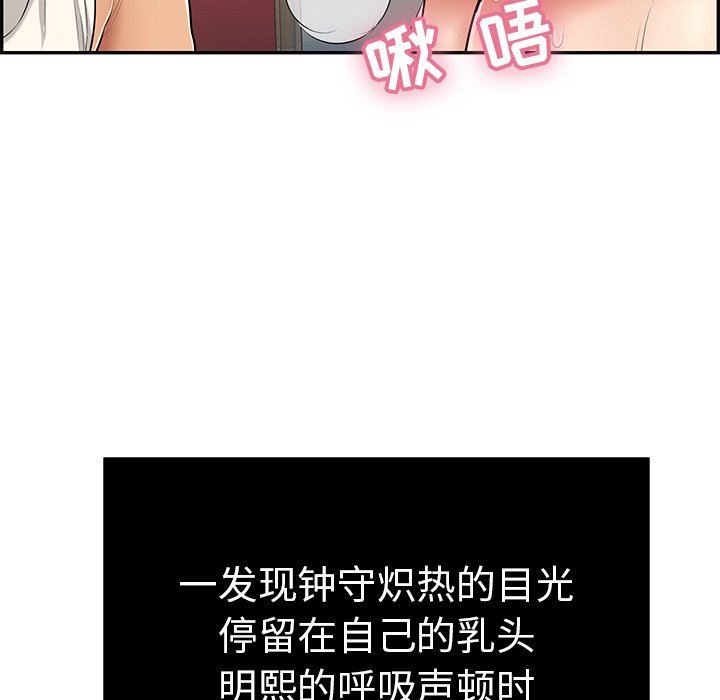 啾 唔
一发现钟守炽热的目光
停留在自己的乳头
明熙的呼吸声顿时